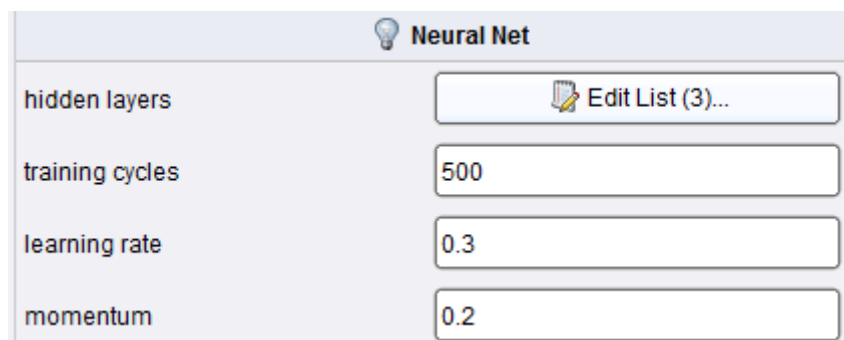 Neural Net
hidden layers Edit List (3)...
training cycles 500
learning rate 0.3
momentum 0.2